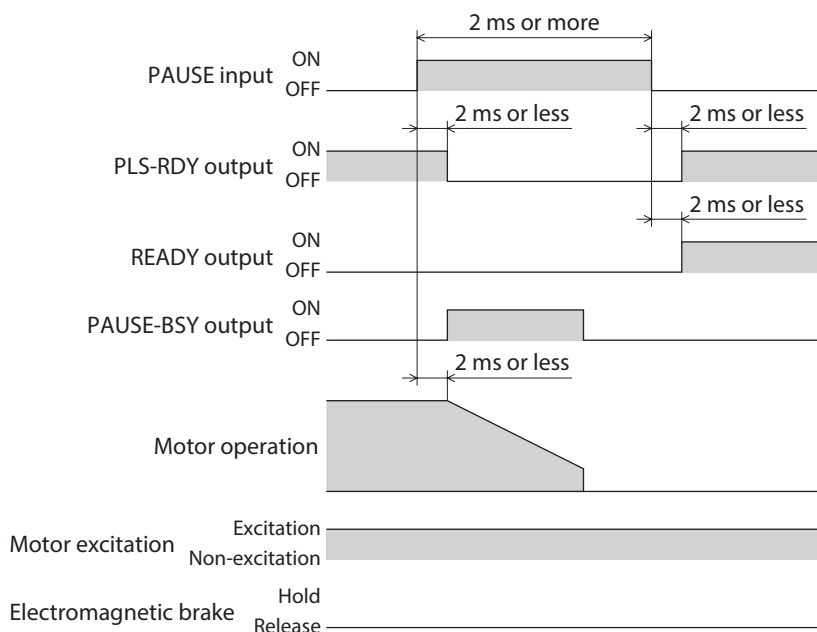 2 ms or more
PAUSE input
ON
OFF
2 ms or less
2 ms or less
PLS-RDY output
ON
OFF
2 ms or less
READY output
ON
OFF
PAUSE-BSY output
ON
OFF
2 ms or less
Motor operation
Motor excitation
Excitation
Non-excitation
Electromagnetic brake
Hold
Release